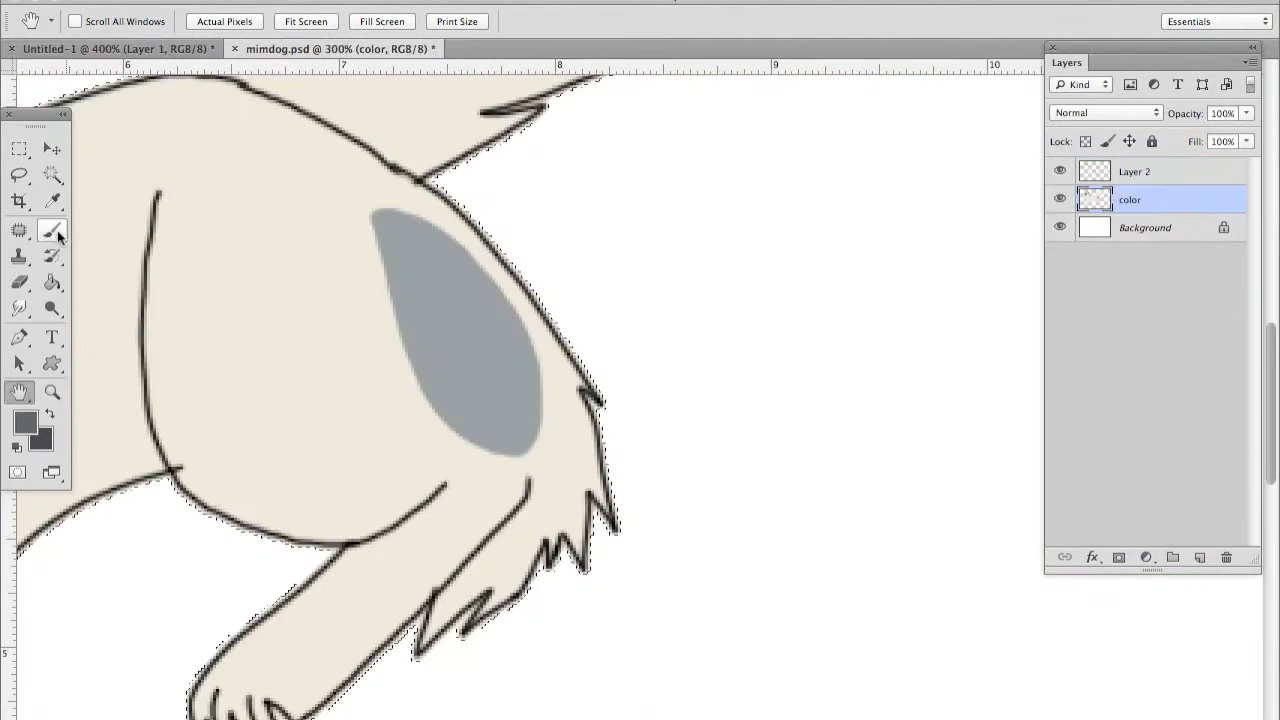 Scroll All Windows Actual Pixels Fit Screen Fill Screen Print Size Essentials
Untitled-1 @ 400% (Layer 1, RGB/8) * mimdog.psd @ 300% (color, RGB/8) *
6 7 8 9 10
Layers
Kind
Normal Opacity: 100%
Lock: Fill: 100%
Layer 2
color
Background
T
fx
5